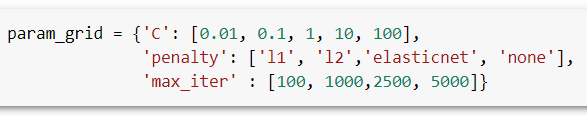 param_grid = {'C': [0.01, 0.1, 1, 10, 100],
'penalty': ['l1', 'l2','elasticnet', 'none'],
'max_iter' : [100, 1000,2500, 5000]}